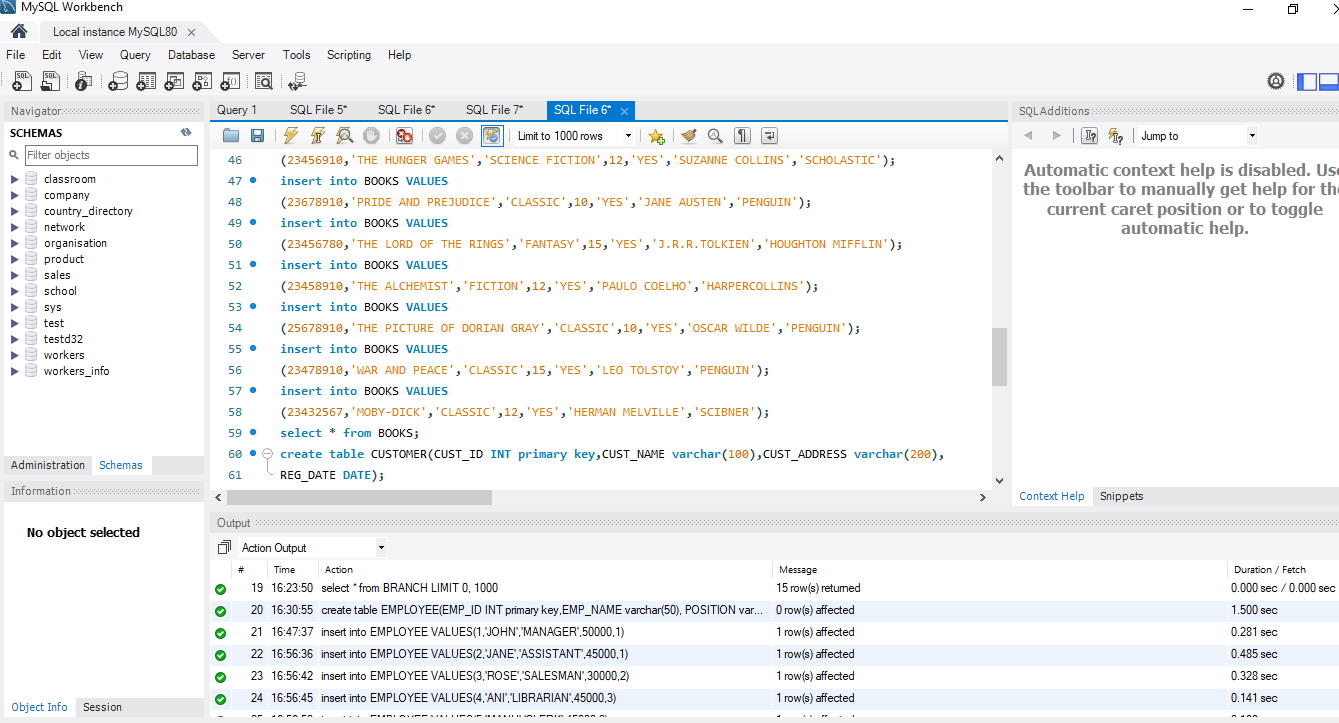 MySQL Workbench
Local instance MySQL80
File Edit View Query Database Server Tools Scripting Help
Navigator
SCHEMAS
Filter objects
classroom
company
country_directory
network
organisation
product
sales
school
sys
test
testd32
workers
workers_info
Administration Schemas
Information
No object selected
Object Info Session
Query 1 SQL File 5* SQL File 6* SQL File 7* SQL File 6*
Limit to 1000 rows
46 (23456910,'THE HUNGER GAMES','SCIENCE FICTION',12,'YES','SUZANNE COLLINS','SCHOLASTIC');
47 insert into BOOKS VALUES
48 (23678910,'PRIDE AND PREJUDICE','CLASSIC',10,'YES','JANE AUSTEN','PENGUIN');
49 insert into BOOKS VALUES
50 (23456780,'THE LORD OF THE RINGS','FANTASY',15,'YES','J.R.R.TOLKIEN','HOUGHTON MIFFLIN');
51 insert into BOOKS VALUES
52 (23458910,'THE ALCHEMIST','FICTION',12,'YES','PAULO COELHO','HARPERCOLLINS');
53 insert into BOOKS VALUES
54 (25678910,'THE PICTURE OF DORIAN GRAY','CLASSIC',10,'YES','OSCAR WILDE','PENGUIN');
55 insert into BOOKS VALUES
56 (23478910,'WAR AND PEACE','CLASSIC',15,'YES','LEO TOLSTOY','PENGUIN');
57 insert into BOOKS VALUES
58 (23432567,'MOBY-DICK','CLASSIC',12,'YES','HERMAN MELVILLE','SCIBNER');
59 select * from BOOKS;
60 create table CUSTOMER(CUST_ID INT primary key,CUST_NAME varchar(100),CUST_ADDRESS varchar(200),
61 REG_DATE DATE);
SQLAdditions
Jump to
Automatic context help is disabled. Use
the toolbar to manually get help for the
current caret position or to toggle
automatic help.
Context Help Snippets
Output
Action Output
# Time Action Message Duration / Fetch
19 16:23:50 select * from BRANCH LIMIT 0, 1000 15 row(s) returned 0.000 sec / 0.000 sec
20 16:30:55 create table EMPLOYEE(EMP_ID INT primary key,EMP_NAME varchar(50), POSITION var... 0 row(s) affected 1.500 sec
21 16:47:37 insert into EMPLOYEE VALUES(1,'JOHN','MANAGER',50000,1) 1 row(s) affected 0.281 sec
22 16:56:36 insert into EMPLOYEE VALUES(2,'JANE','ASSISTANT',45000,1) 1 row(s) affected 0.485 sec
23 16:56:42 insert into EMPLOYEE VALUES(3,'ROSE','SALESMAN',30000,2) 1 row(s) affected 0.328 sec
24 16:56:45 insert into EMPLOYEE VALUES(4,'ANI','LIBRARIAN',45000,3) 1 row(s) affected 0.141 sec